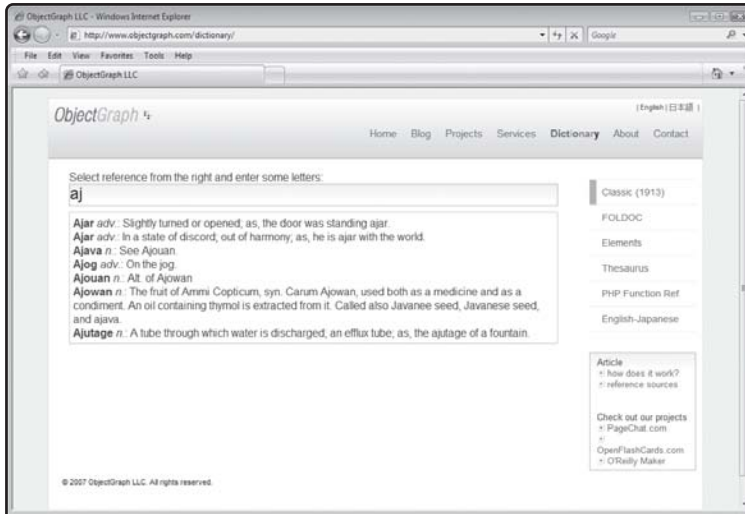 ObjectGraph LLC - Windows Internet Explorer
http://www.objectgraph.com/dictionary/
Google
File Edit View Favorites Tools Help
ObjectGraph LLC
ObjectGraph
| English | 日本語 |
Home Blog Projects Services Dictionary About Contact
Select reference from the right and enter some letters:
aj
Ajar adv.: Slightly turned or opened; as, the door was standing ajar.
Ajar adv.: In a state of discord; out of harmony; as, he is ajar with the world.
Ajava n.: See Ajouan.
Ajog adv.: On the jog.
Ajouan n.: Alt. of Ajowan
Ajowan n.: The fruit of Ammi Copticum, syn. Carum Ajowan, used both as a medicine and as a
condiment. An oil containing thymol is extracted from it. Called also Javanee seed, Javanese seed,
and ajava.
Ajutage n.: A tube through which water is discharged; an efflux tube; as, the ajutage of a fountain.
Classic (1913)
FOLDOC
Elements
Thesaurus
PHP Function Ref
English-Japanese
Article
how does it work?
reference sources
Check out our projects
PageChat.com
OpenFlashCards.com
O'Reilly Maker
© 2007 ObjectGraph LLC. All rights reserved.